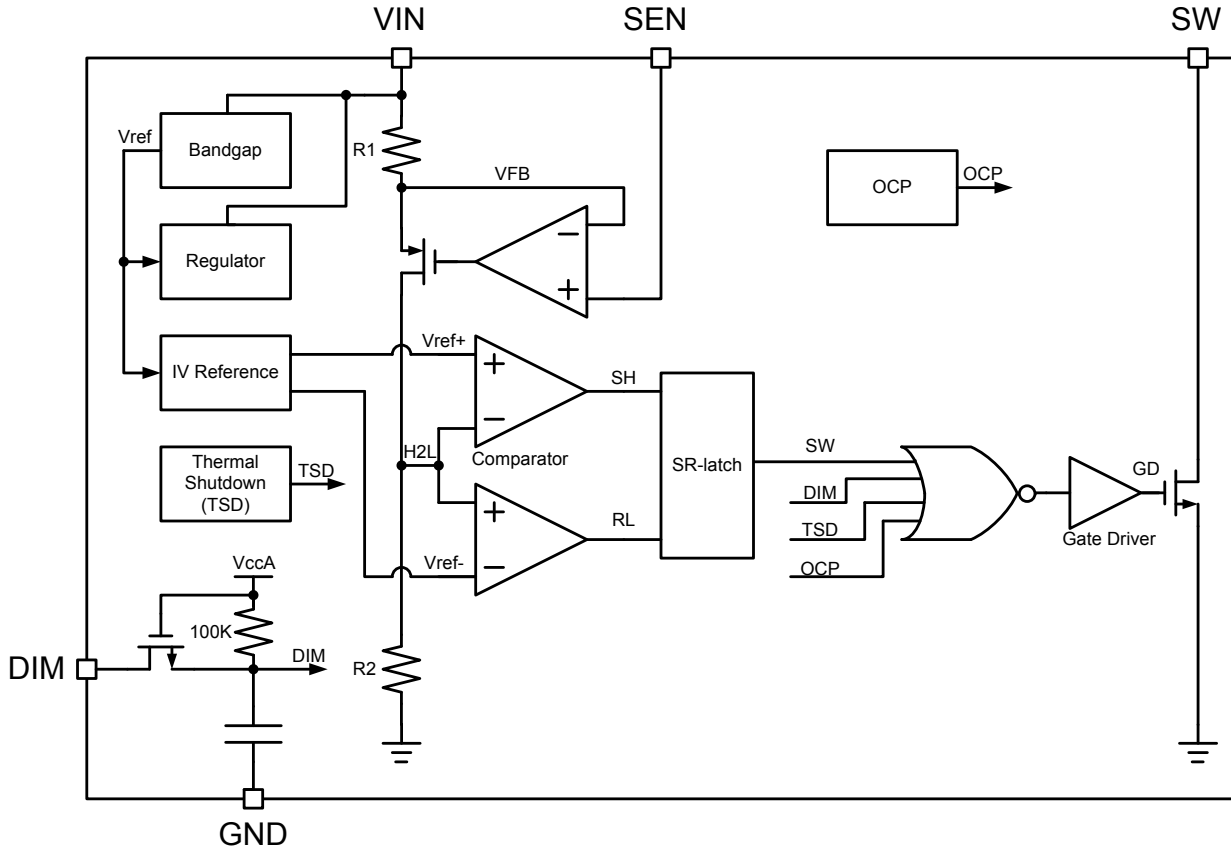 VIN
SEN
SW
Vref
Bandgap
R1
VFB
OCP
OCP
Regulator
−
+
IV Reference
Vref+
+
−
SH
H2L
Comparator
SR-latch
Thermal
Shutdown
(TSD)
TSD
SW
DIM
TSD
OCP
GD
Gate Driver
+
−
RL
Vref-
VccA
100K
DIM
DIM
R2
GND